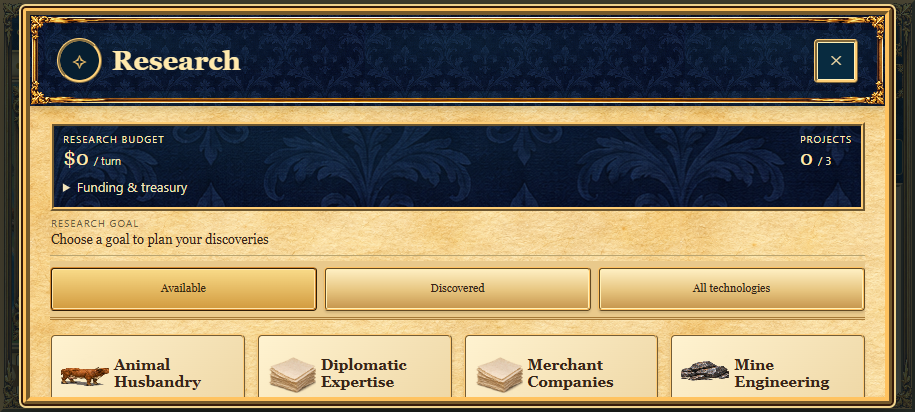 Research
RESEARCH BUDGET
PROJECTS
$0 / turn
0 / 3
Funding & treasury
RESEARCH GOAL
Choose a goal to plan your discoveries
Available
Discovered
All technologies
Animal
Husbandry
Diplomatic
Expertise
Merchant
Companies
Mine
Engineering